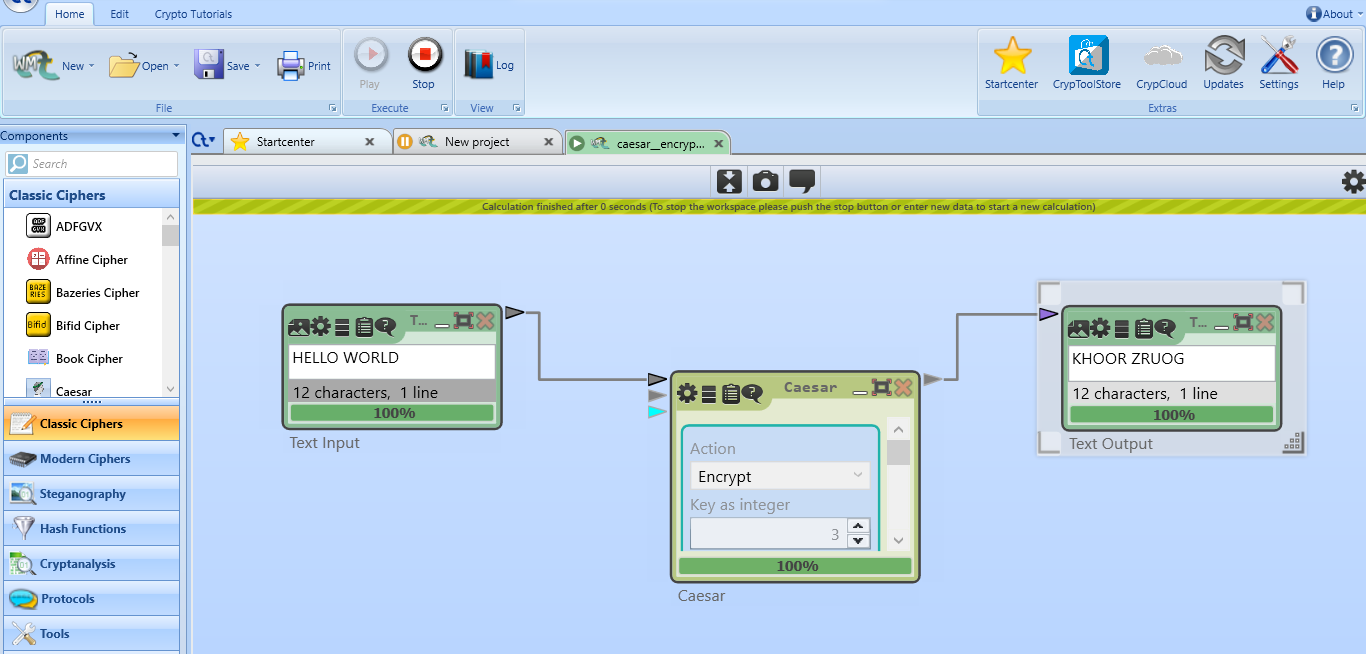 Home Edit Crypto Tutorials About
New Open Save Print Play Stop Log Startcenter CrypToolStore CrypCloud Updates Settings Help
File Execute View Extras
Components
Startcenter New project caesar__encryp...
Search
Classic Ciphers
Calculation finished after 0 seconds (To stop the workspace please push the stop button or enter new data to start a new calculation)
ADFGVX
Affine Cipher
Bazeries Cipher
Bifid Cipher
Book Cipher
Caesar
Classic Ciphers
Modern Ciphers
Steganography
Hash Functions
Cryptanalysis
Protocols
Tools
T...
HELLO WORLD
12 characters, 1 line
100%
Text Input
Caesar
Action
Encrypt
Key as integer
3
100%
Caesar
T...
KHOOR ZRUOG
12 characters, 1 line
100%
Text Output